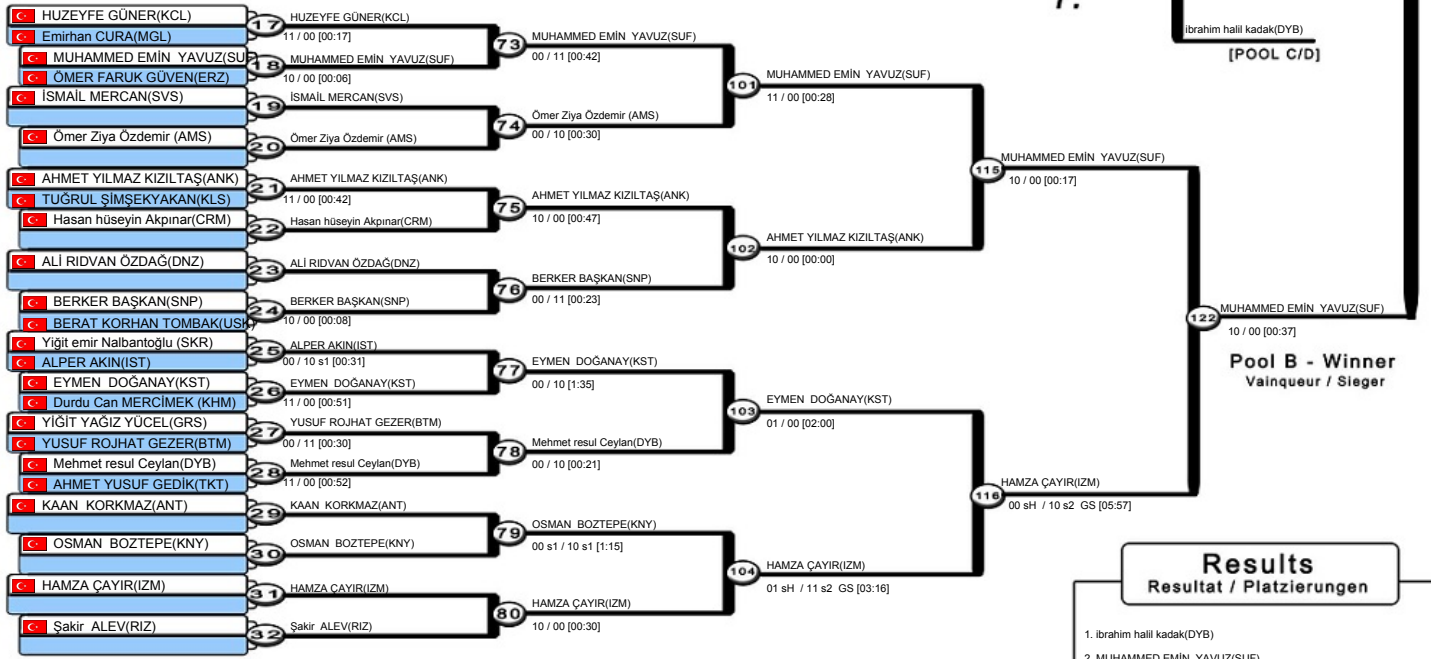 1.
ibrahim halil kadak(DYB)
[POOL C/D]
HUZEYFE GÜNER(KCL)
Emirhan CURA(MGL)
17
HUZEYFE GÜNER(KCL)
11 / 00 [00:17]
MUHAMMED EMİN YAVUZ(SUF
ÖMER FARUK GÜVEN(ERZ)
18
MUHAMMED EMİN YAVUZ(SUF)
10 / 00 [00:06]
İSMAİL MERCAN(SVS)
19
İSMAİL MERCAN(SVS)
Ömer Ziya Özdemir (AMS)
20
Ömer Ziya Özdemir (AMS)
AHMET YILMAZ KIZILTAŞ(ANK)
TUĞRUL ŞİMŞEKYAKAN(KLS)
21
AHMET YILMAZ KIZILTAŞ(ANK)
11 / 00 [00:42]
Hasan hüseyin Akpınar(CRM)
22
Hasan hüseyin Akpınar(CRM)
ALİ RIDVAN ÖZDAĞ(DNZ)
23
ALİ RIDVAN ÖZDAĞ(DNZ)
BERKER BAŞKAN(SNP)
BERAT KORHAN TOMBAK(USK)
24
BERKER BAŞKAN(SNP)
10 / 00 [00:08]
Yiğit emir Nalbantoğlu (SKR)
ALPER AKIN(IST)
25
ALPER AKIN(IST)
00 / 10 s1 [00:31]
EYMEN DOĞANAY(KST)
Durdu Can MERCİMEK (KHM)
26
EYMEN DOĞANAY(KST)
11 / 00 [00:51]
YİĞİT YAĞIZ YÜCEL(GRS)
YUSUF ROJHAT GEZER(BTM)
27
YUSUF ROJHAT GEZER(BTM)
00 / 11 [00:30]
Mehmet resul Ceylan(DYB)
AHMET YUSUF GEDİK(TKT)
28
Mehmet resul Ceylan(DYB)
11 / 00 [00:52]
KAAN KORKMAZ(ANT)
29
KAAN KORKMAZ(ANT)
OSMAN BOZTEPE(KNY)
30
OSMAN BOZTEPE(KNY)
HAMZA ÇAYIR(IZM)
31
HAMZA ÇAYIR(IZM)
Şakir ALEV(RIZ)
32
Şakir ALEV(RIZ)
73
MUHAMMED EMİN YAVUZ(SUF)
00 / 11 [00:42]
74
Ömer Ziya Özdemir (AMS)
00 / 10 [00:30]
75
AHMET YILMAZ KIZILTAŞ(ANK)
10 / 00 [00:47]
76
BERKER BAŞKAN(SNP)
00 / 11 [00:23]
77
EYMEN DOĞANAY(KST)
00 / 10 [1:35]
78
Mehmet resul Ceylan(DYB)
00 / 10 [00:21]
79
OSMAN BOZTEPE(KNY)
00 s1 / 10 s1 [1:15]
80
HAMZA ÇAYIR(IZM)
10 / 00 [00:30]
101
MUHAMMED EMİN YAVUZ(SUF)
11 / 00 [00:28]
102
AHMET YILMAZ KIZILTAŞ(ANK)
10 / 00 [00:00]
103
EYMEN DOĞANAY(KST)
01 / 00 [02:00]
104
HAMZA ÇAYIR(IZM)
01 sH / 11 s2 GS [03:16]
115
MUHAMMED EMİN YAVUZ(SUF)
10 / 00 [00:17]
116
HAMZA ÇAYIR(IZM)
00 sH / 10 s2 GS [05:57]
122
MUHAMMED EMİN YAVUZ(SUF)
10 / 00 [00:37]
Pool B - Winner
Vainqueur / Sieger
Results
Resultat / Platzierungen
1. ibrahim halil kadak(DYB)
2. MUHAMMED EMİN YAVUZ(SUF)